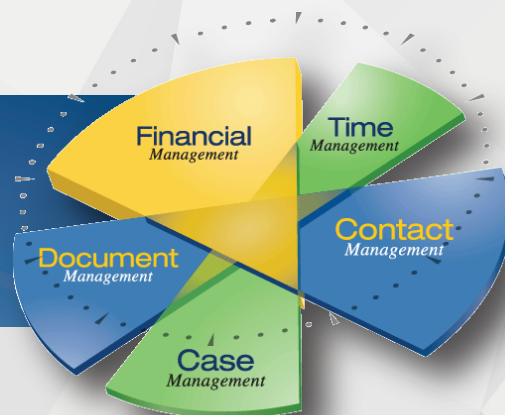 Financial
Management
Time
Management
Contact
Management
Document
Management
Case
Management